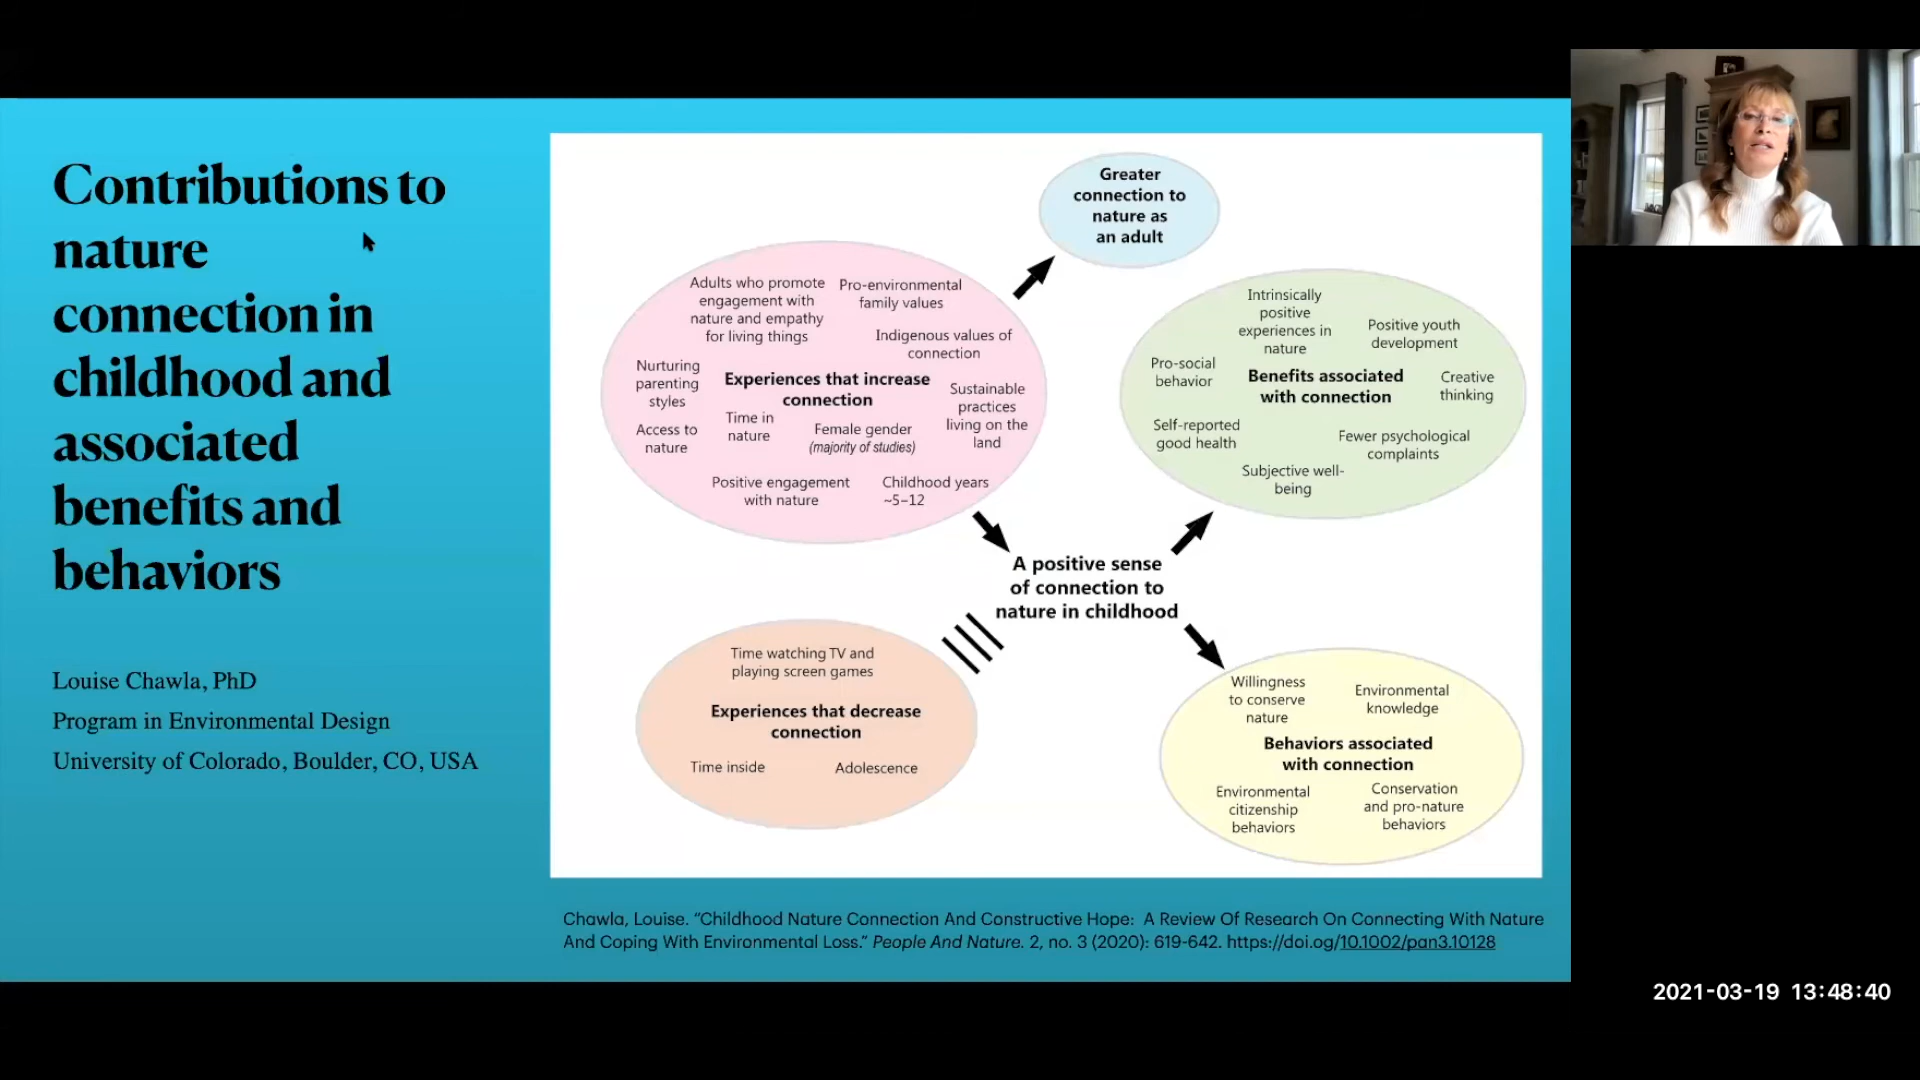 Contributions to
nature
connection in
childhood and
associated
benefits and
behaviors
Louise Chawla, PhD
Program in Environmental Design
University of Colorado, Boulder, CO, USA
Greater
connection to
nature as
an adult
Adults who promote
engagement with
nature and empathy
for living things
Pro-environmental
family values
Indigenous values of
connection
Nurturing
parenting
styles
Experiences that increase
connection
Sustainable
practices
living on the
land
Access to
nature
Time in
nature
Female gender
(majority of studies)
Positive engagement
with nature
Childhood years
~5–12
Intrinsically
positive
experiences in
nature
Positive youth
development
Pro-social
behavior
Benefits associated
with connection
Creative
thinking
Self-reported
good health
Fewer psychological
complaints
Subjective well-
being
A positive sense
of connection to
nature in childhood
Time watching TV and
playing screen games
Experiences that decrease
connection
Time inside
Adolescence
Willingness
to conserve
nature
Environmental
knowledge
Behaviors associated
with connection
Environmental
citizenship
behaviors
Conservation
and pro-nature
behaviors
Chawla, Louise. “Childhood Nature Connection And Constructive Hope: A Review Of Research On Connecting With Nature
And Coping With Environmental Loss.” People And Nature. 2, no. 3 (2020): 619-642. https://doi.og/10.1002/pan3.10128
2021-03-19 13:48:40